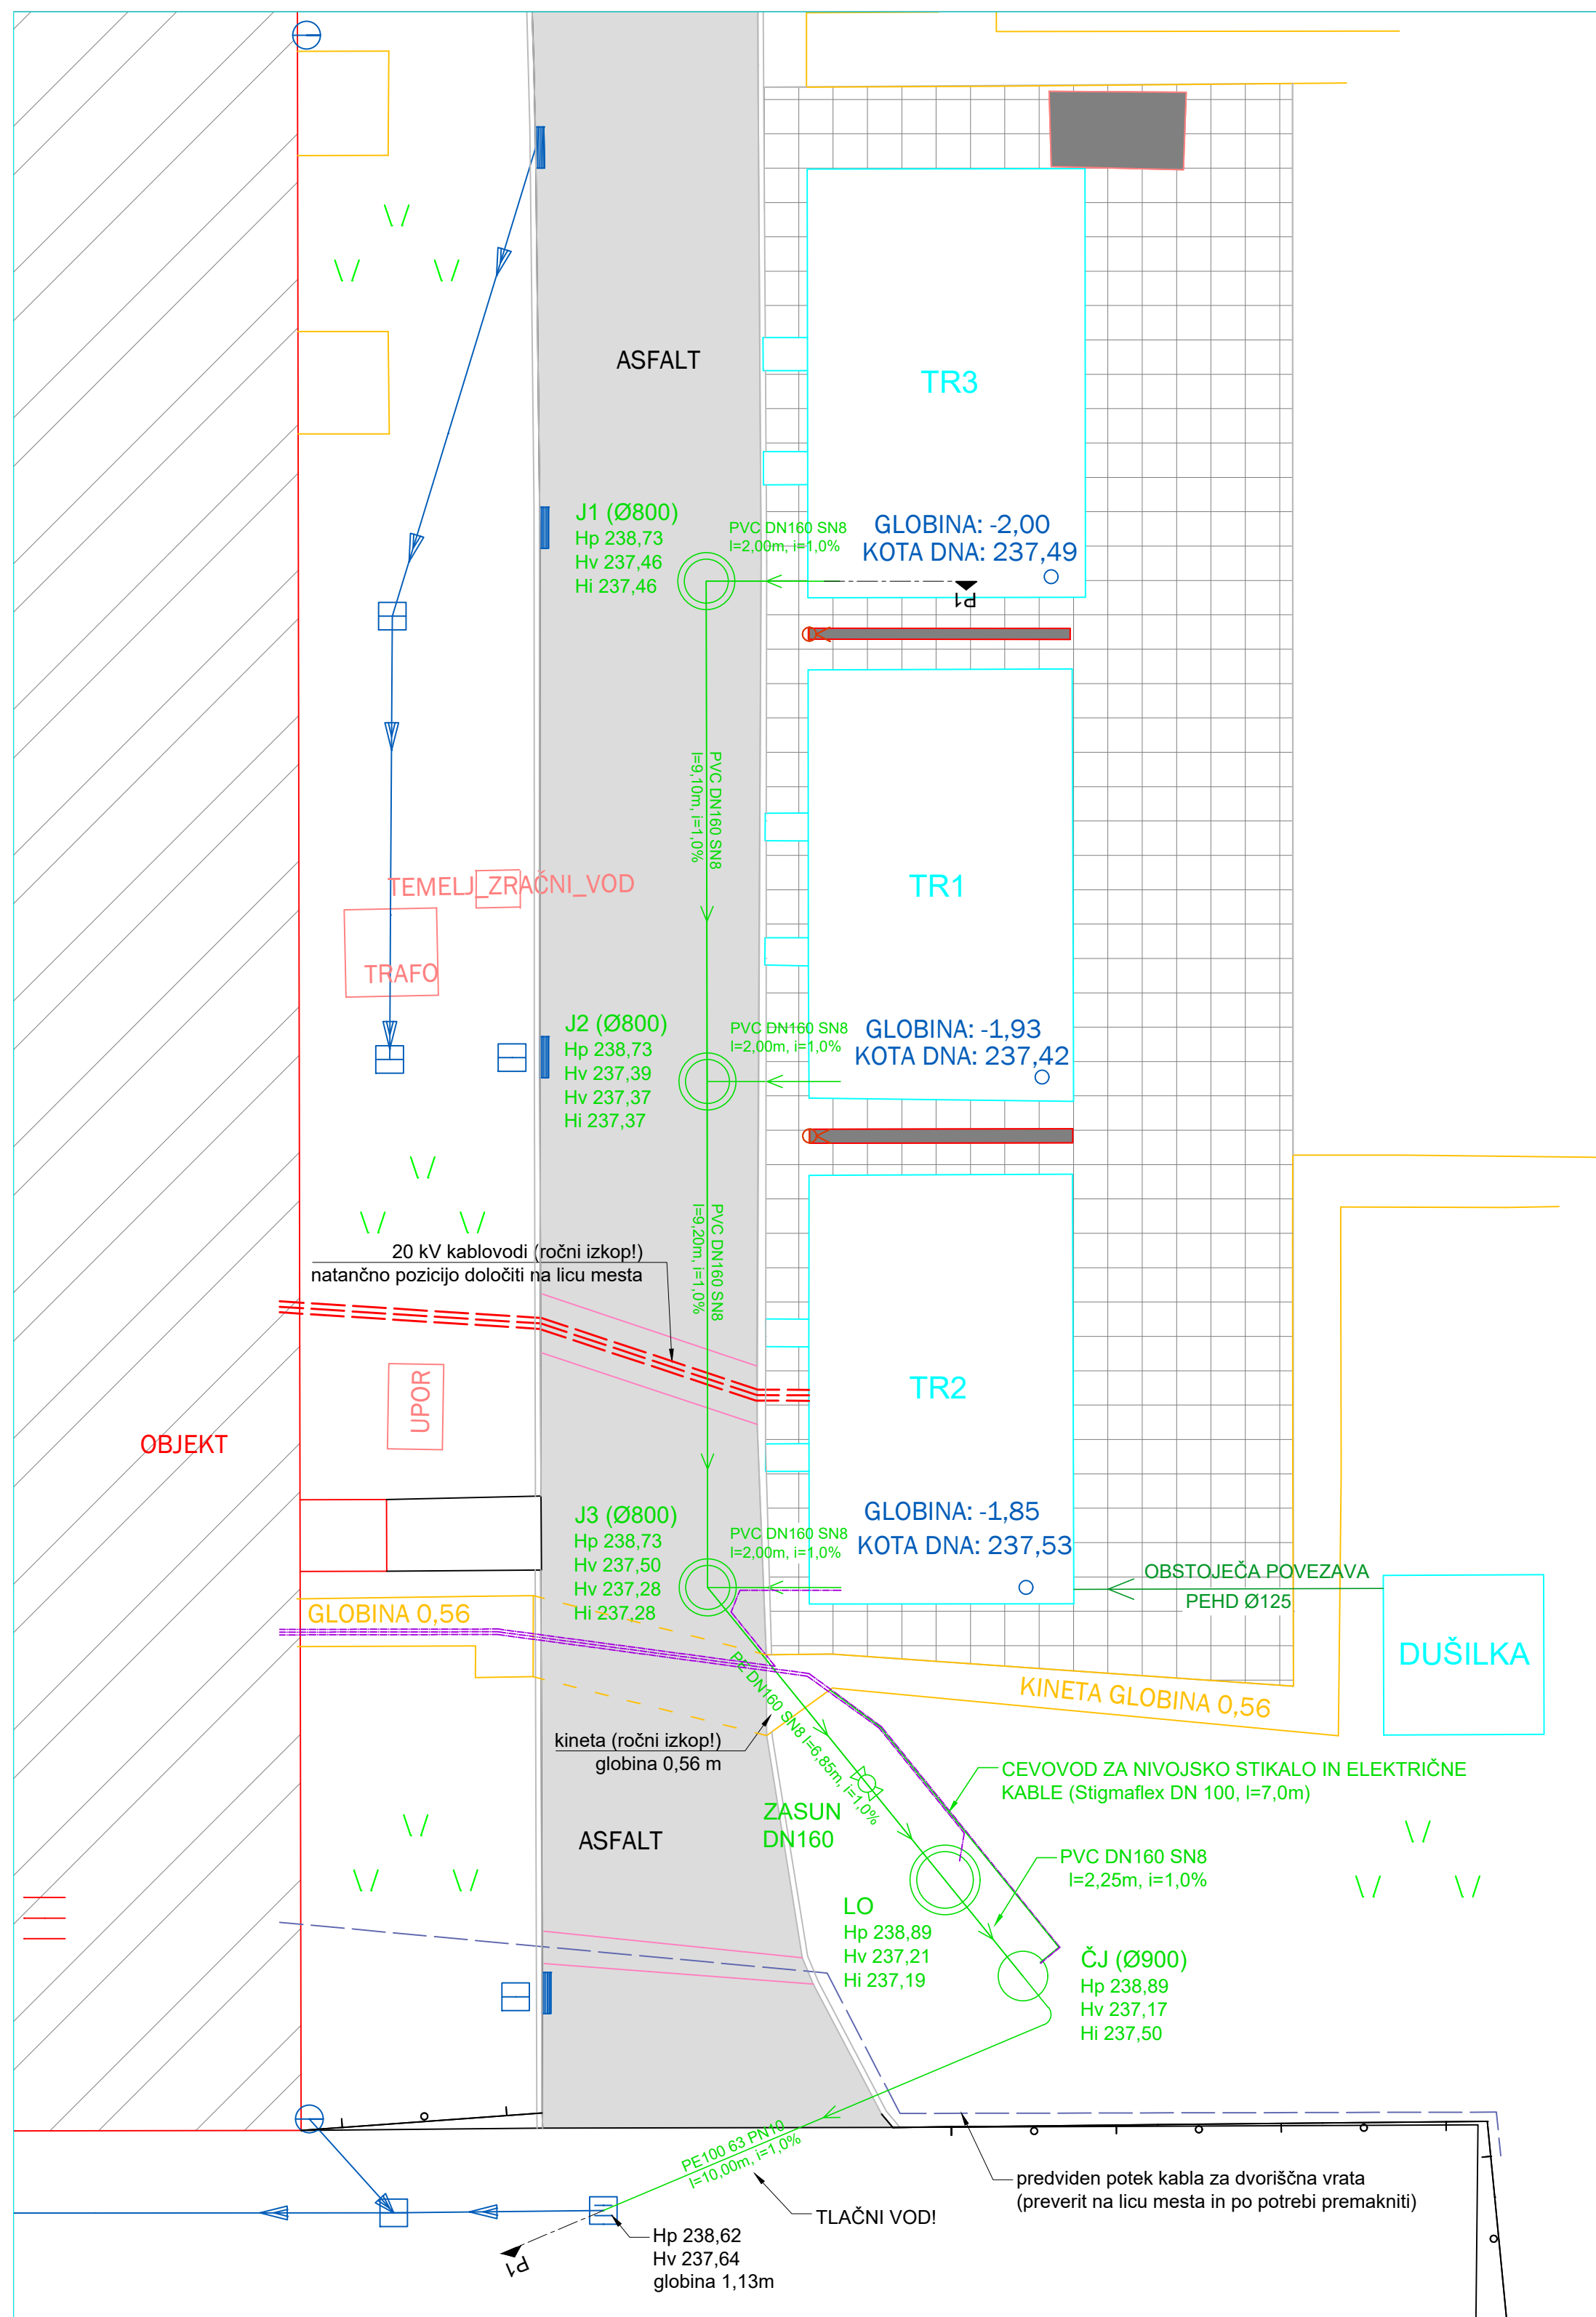 ASFALT
TR3
J1 (Ø800)
Hp 238,73
Hv 237,46
Hi 237,46
PVC DN160 SN8
l=2,00m, i=1,0%
GLOBINA: -2,00
KOTA DNA: 237,49
P1
PVC DN160 SN8
l=9,10m, i=1,0%
TEMELJ_ZRAČNI_VOD
TRAFO
TR1
J2 (Ø800)
Hp 238,73
Hv 237,39
Hv 237,37
Hi 237,37
PVC DN160 SN8
l=2,00m, i=1,0%
GLOBINA: -1,93
KOTA DNA: 237,42
20 kV kablovodi (ročni izkop!)
natančno pozicijo določiti na licu mesta
PVC DN160 SN8
l=9,20m, i=1,0%
UPOR
OBJEKT
TR2
J3 (Ø800)
Hp 238,73
Hv 237,50
Hv 237,28
Hi 237,28
PVC DN160 SN8
l=2,00m, i=1,0%
GLOBINA: -1,85
KOTA DNA: 237,53
OBSTOJEČA POVEZAVA
PEHD Ø125
GLOBINA 0,56
DUŠILKA
KINETA GLOBINA 0,56
PE DN160 SN8 l=6,85m, i=1,0%
kineta (ročni izkop!)
globina 0,56 m
CEVOVOD ZA NIVOJSKO STIKALO IN ELEKTRIČNE
KABLE (Stigmaflex DN 100, l=7,0m)
ZASUN
DN160
ASFALT
PVC DN160 SN8
l=2,25m, i=1,0%
LO
Hp 238,89
Hv 237,21
Hi 237,19
ČJ (Ø900)
Hp 238,89
Hv 237,17
Hi 237,50
PE100 63 PN10
l=10,00m, i=1,0%
predviden potek kabla za dvoriščna vrata
(preverit na licu mesta in po potrebi premakniti)
TLAČNI VOD!
P1
Hp 238,62
Hv 237,64
globina 1,13m